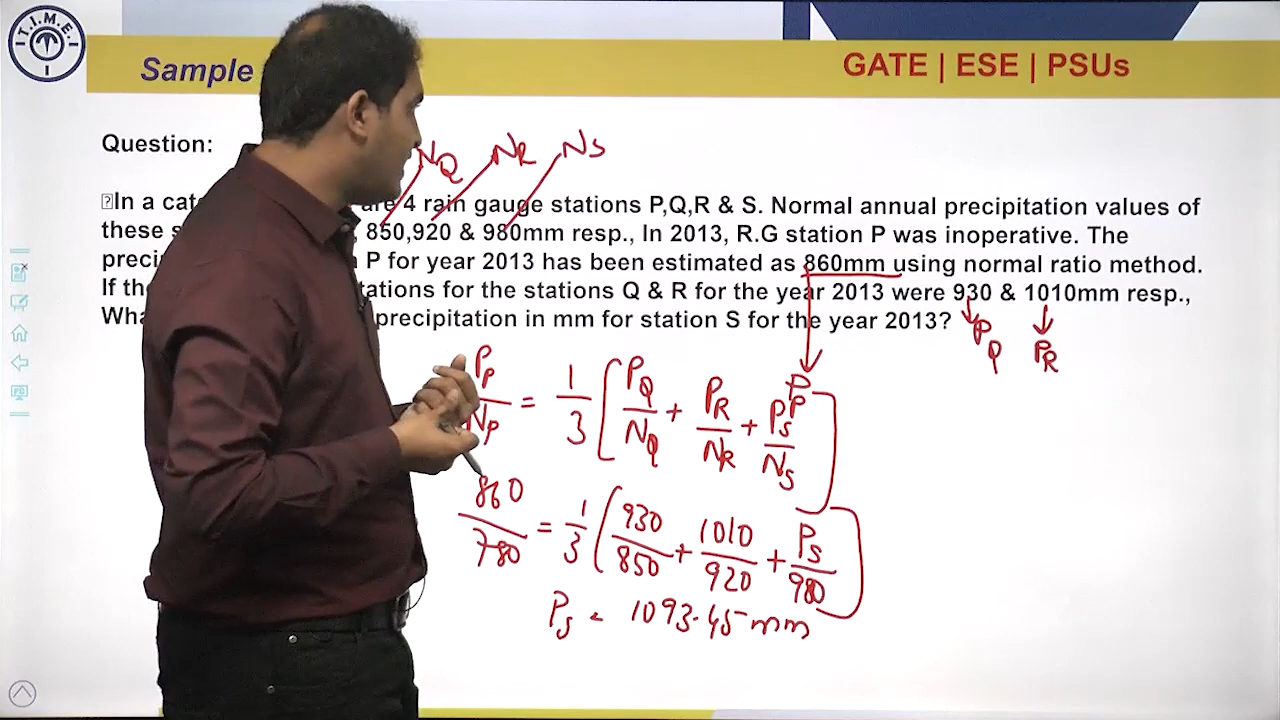 I.T.I.M.E.I
Sample
GATE | ESE | PSUs
Question:
NQ NR NS
In a cat are 4 rain gauge stations P,Q,R & S. Normal annual precipitation values of
these s , 850,920 & 980mm resp., In 2013, R.G station P was inoperative. The
preci P for year 2013 has been estimated as 860mm using normal ratio method.
If the tations for the stations Q & R for the year 2013 were 930 & 1010mm resp.,
Wha precipitation in mm for station S for the year 2013?
PQ PR
PP
PP/NP = 1/3 [PQ/NQ + PR/NR + PS/NS]
860/780 = 1/3 (930/850 + 1010/920 + PS/980)
PS = 1093.45 mm
PD